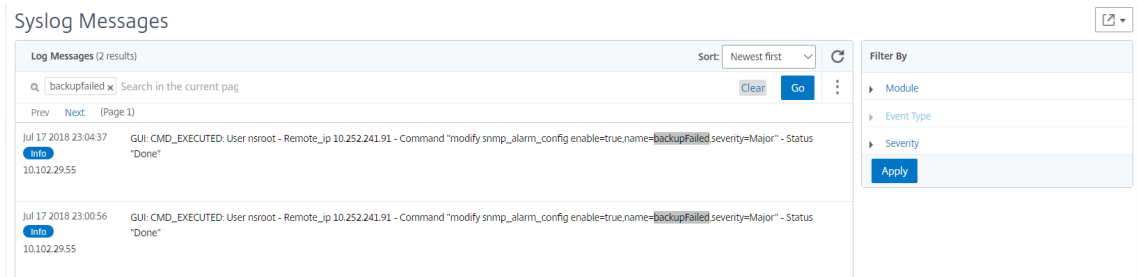 Syslog Messages
Log Messages (2 results)
Sort: Newest first
backupfailed x Search in the current pag
Clear Go
Prev Next (Page 1)
Jul 17 2018 23:04:37
Info
10.102.29.55
GUI: CMD_EXECUTED: User nsroot - Remote_ip 10.252.241.91 - Command "modify snmp_alarm_config enable=true,name=backupFailed,severity=Major" - Status
"Done"
Jul 17 2018 23:00:56
Info
10.102.29.55
GUI: CMD_EXECUTED: User nsroot - Remote_ip 10.252.241.91 - Command "modify snmp_alarm_config enable=true,name=backupFailed,severity=Major" - Status
"Done"
Filter By
Module
Event Type
Severity
Apply